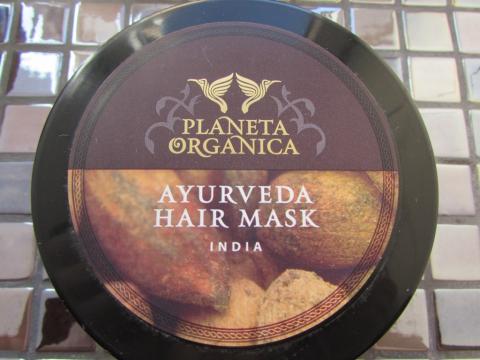 PLANETA
ORGANICA
AYURVEDA
HAIR MASK
INDIA